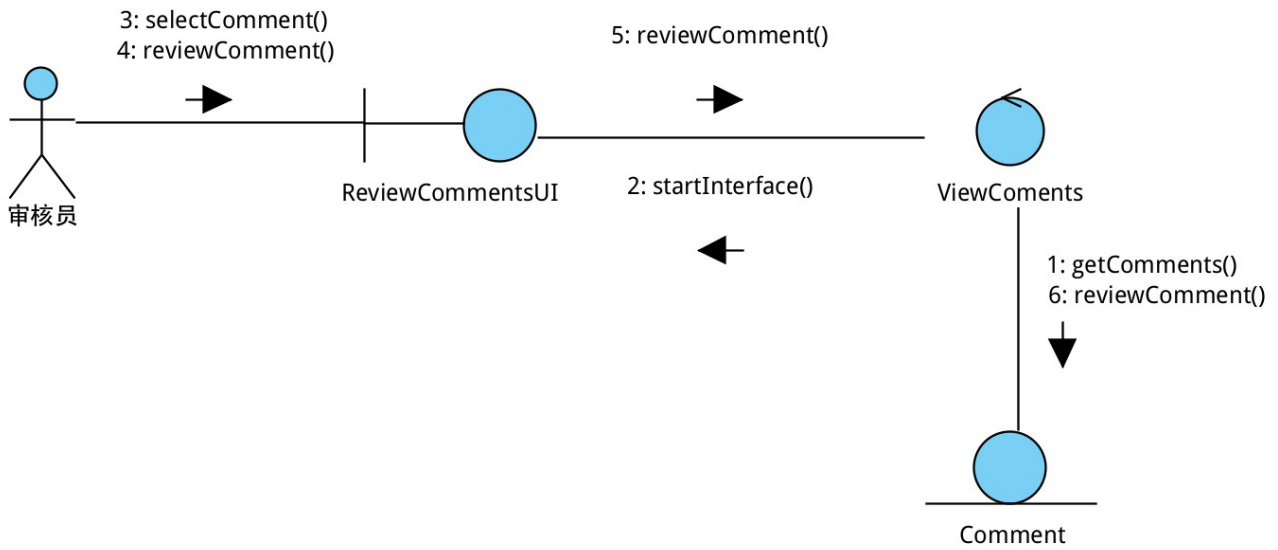 3: selectComment()
4: reviewComment()
5: reviewComment()
审核员
ReviewCommentsUI
2: startInterface()
ViewComents
1: getComments()
6: reviewComment()
Comment